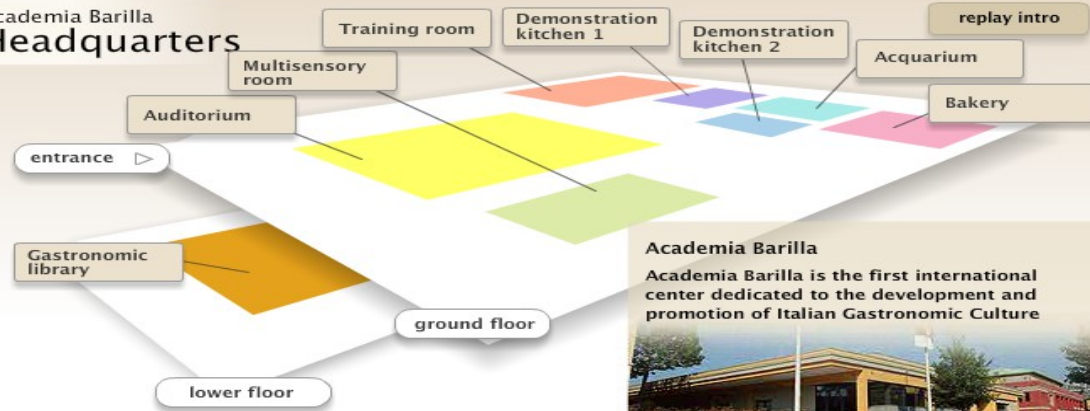 Academia Barilla
Headquarters
replay intro
Training room
Demonstration
kitchen 1
Demonstration
kitchen 2
Acquarium
Multisensory
room
Bakery
Auditorium
entrance
Gastronomic
library
ground floor
lower floor
Academia Barilla
Academia Barilla is the first international
center dedicated to the development and
promotion of Italian Gastronomic Culture